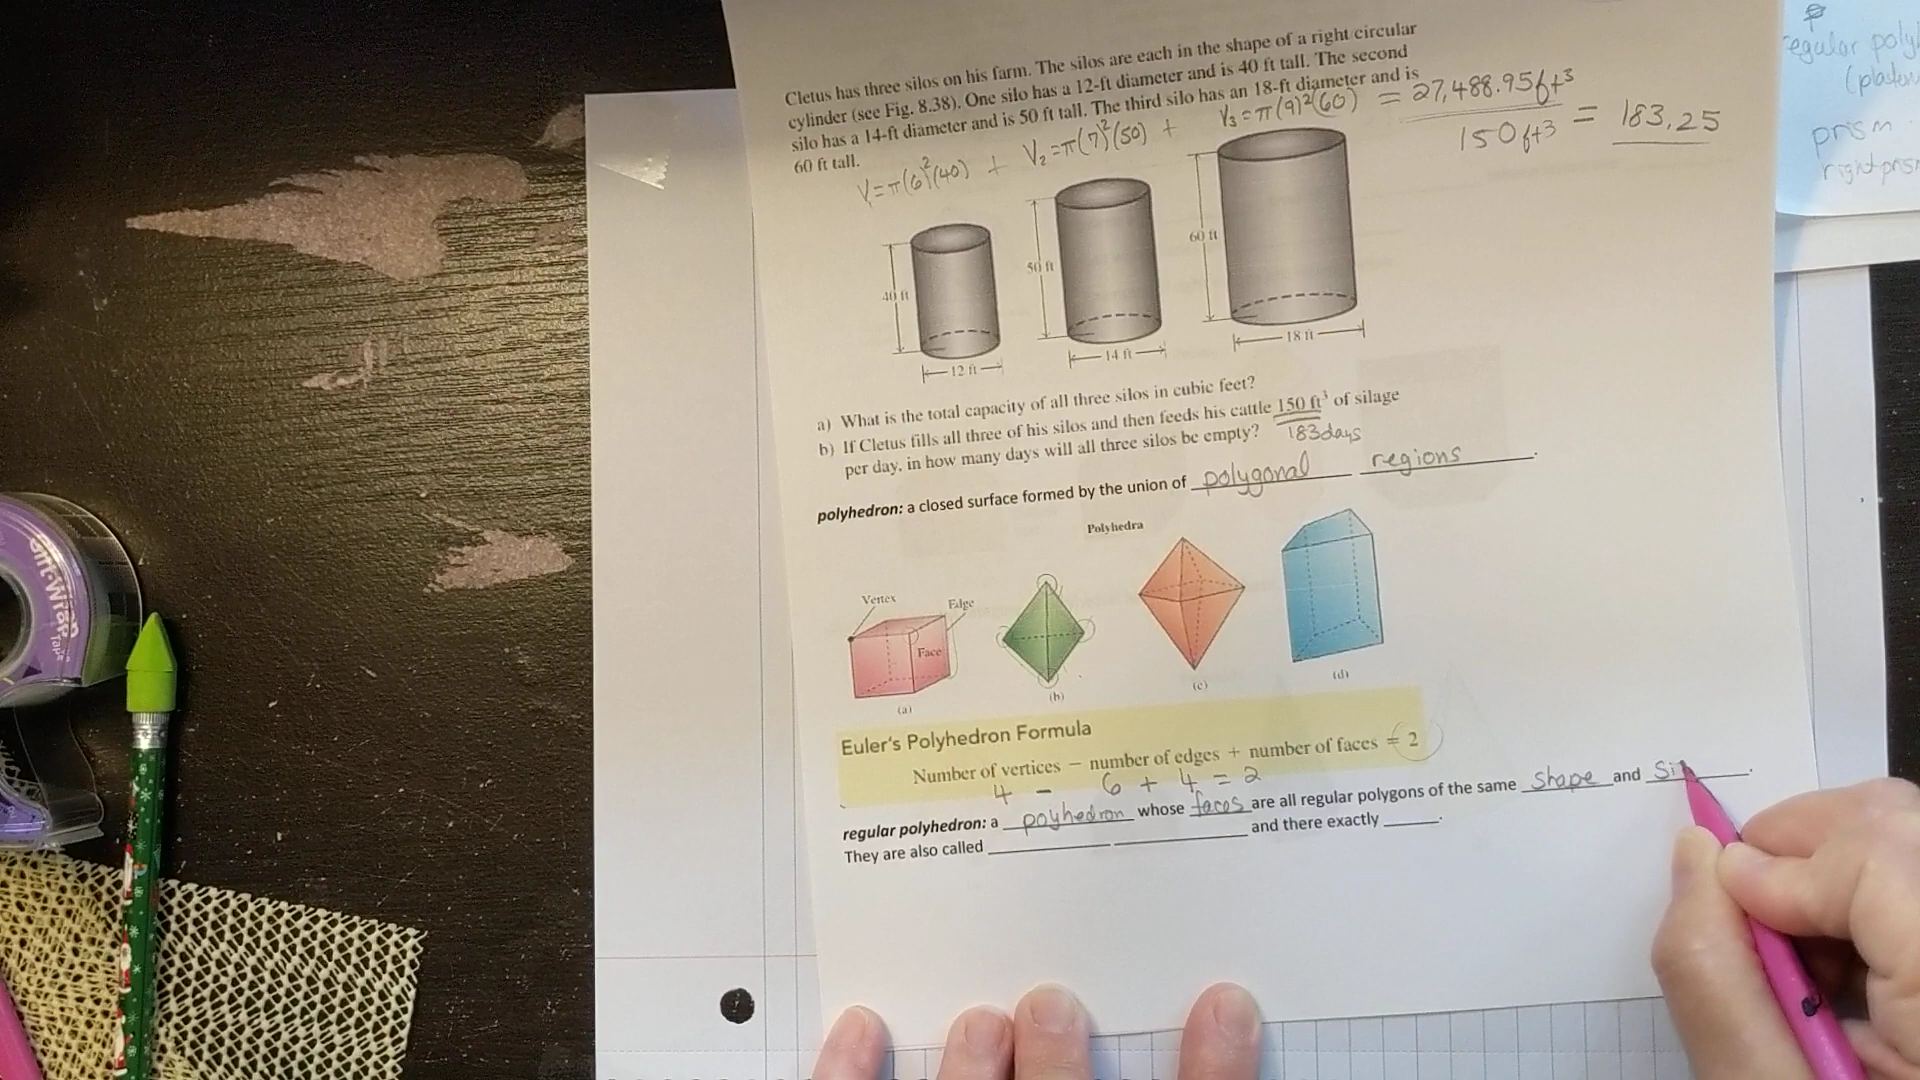 Cletus has three silos on his farm. The silos are each in the shape of a right circular
cylinder (see Fig. 8.38). One silo has a 12-ft diameter and is 40 ft tall. The second
silo has a 14-ft diameter and is 50 ft tall. The third silo has an 18-ft diameter and is
60 ft tall.
V₁=π(6)²(40) + V₂=π(7)²(50) + V₃=π(9)²(60) = 27,488.95ft³
150ft³ = 183.25
40 ft
50 ft
60 ft
12 ft
14 ft
18 ft
a) What is the total capacity of all three silos in cubic feet?
b) If Cletus fills all three of his silos and then feeds his cattle 150 ft³ of silage
per day, in how many days will all three silos be empty? 183 days
polyhedron: a closed surface formed by the union of polygonal regions.
Polyhedra
Vertex
Edge
Face
(a)
(b)
(c)
(d)
Euler's Polyhedron Formula
Number of vertices − number of edges + number of faces = 2
4 - 6 + 4 = 2
regular polyhedron: a polyhedron whose faces are all regular polygons of the same shape and si
They are also called ____ ____ and there exactly ____.
prism
Gift-Wrap
Tape